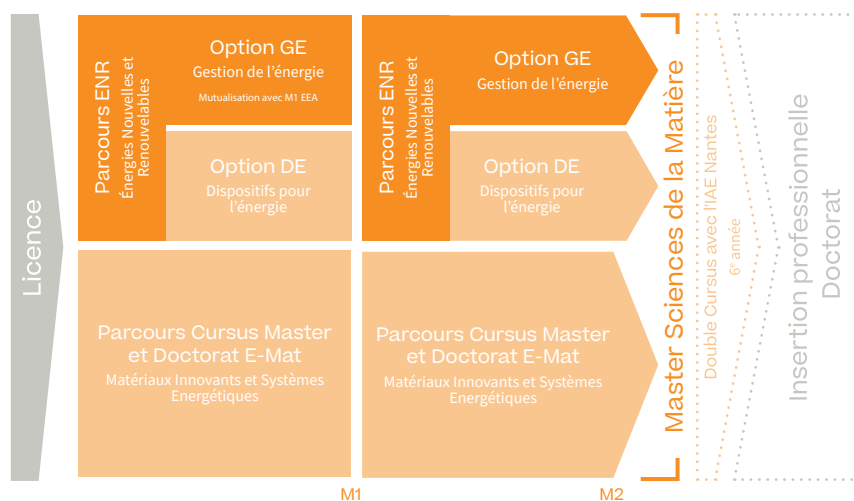 Licence
Parcours ENR
Énergies Nouvelles et
Renouvelables
Option GE
Gestion de l'énergie
Mutualisation avec M1 EEA
Option DE
Dispositifs pour
l'énergie
Parcours Cursus Master
et Doctorat E-Mat
Matériaux Innovants et Systèmes
Energétiques
M1
Parcours ENR
Énergies Nouvelles et
Renouvelables
Option GE
Gestion de l'énergie
Option DE
Dispositifs pour
l'énergie
Parcours Cursus Master
et Doctorat E-Mat
Matériaux Innovants et Systèmes
Energétiques
M2
Master Sciences de la Matière
Double Cursus avec l'IAE Nantes
6e année
Insertion professionnelle
Doctorat